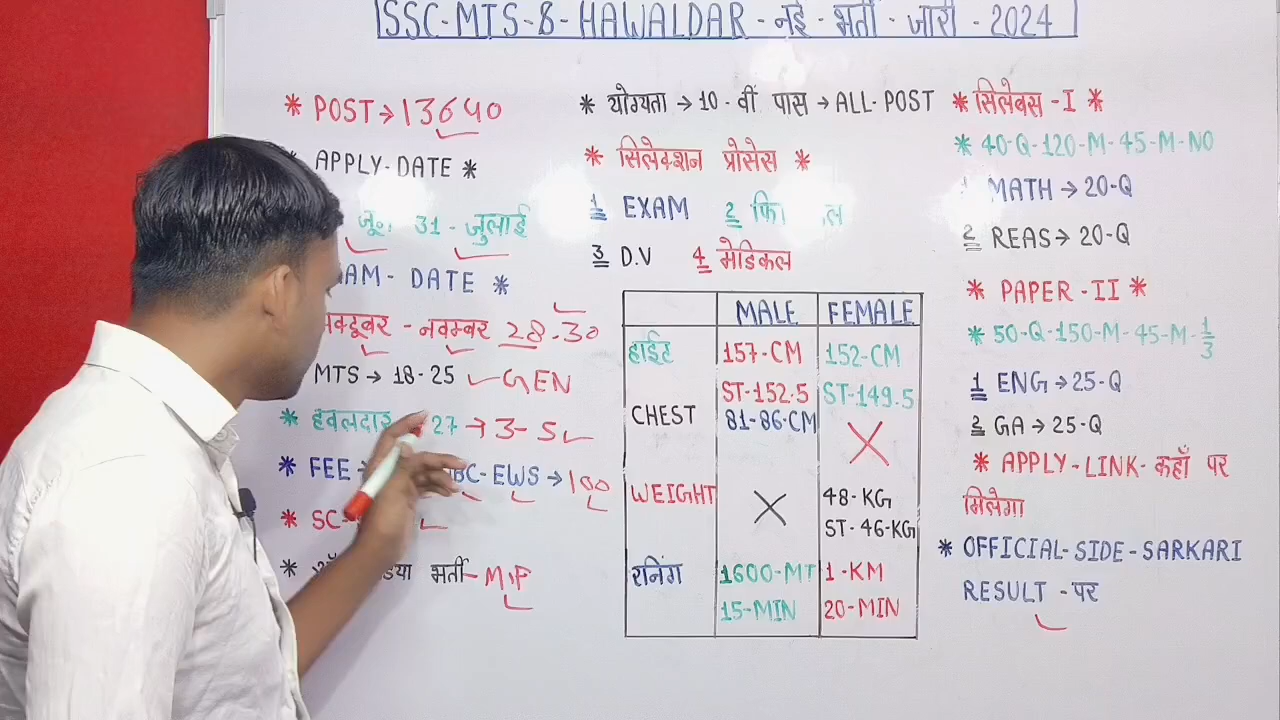 SSC-MTS-8-HAWALDAR-नई-भर्ती-जारी-2024
* POST→13640
APPLY-DATE *
जू॰ 31-जुलाई
AM-DATE *
अक्टूबर-नवम्बर 28-30
MTS→18-25 GEN
* हवलदार 27→3-5
* FEE BC-EWS→100
* SC-
* भर्ती-M.F
* योग्यता→10-वीं पास→ALL-POST
* सिलेक्शन प्रोसेस *
1 EXAM 2 फि ल
3 D.V 4 मेडिकल
MALE FEMALE
हाईट 157-CM 152-CM
ST-152.5 ST-149.5
CHEST 81-86-CM X
WEIGHT X 48-KG
ST-46-KG
रनिंग 1600-MT 1-KM
15-MIN 20-MIN
* सिलेबस-I *
* 40-Q-120-M-45-M-NO
1 MATH→20-Q
2 REAS→20-Q
* PAPER-II *
* 50-Q-150-M-45-M-1/3
1 ENG→25-Q
2 GA→25-Q
* APPLY-LINK-कहाँ पर
मिलेगा
* OFFICIAL-SIDE-SARKARI
RESULT-पर